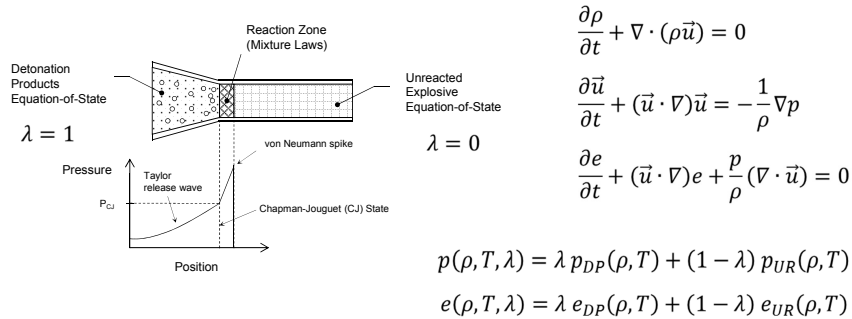 Reaction Zone
(Mixture Laws)
Detonation
Products
Equation-of-State
λ = 1
Unreacted
Explosive
Equation-of-State
λ = 0
von Neumann spike
Pressure
Taylor
release wave
P_CJ
Chapman-Jouguet (CJ) State
Position
∂ρ/∂t + ∇ · (ρu⃗) = 0
∂u⃗/∂t + (u⃗ · ∇)u⃗ = −1/ρ ∇p
∂e/∂t + (u⃗ · ∇)e + p/ρ (∇ · u⃗) = 0
p(ρ, T, λ) = λ p_DP(ρ, T) + (1 − λ) p_UR(ρ, T)
e(ρ, T, λ) = λ e_DP(ρ, T) + (1 − λ) e_UR(ρ, T)